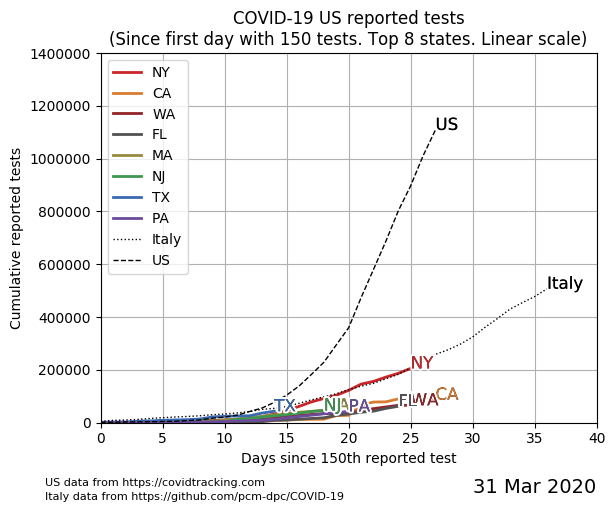 COVID-19 US reported tests
(Since first day with 150 tests. Top 8 states. Linear scale)
1400000
1200000
1000000
800000
600000
400000
200000
0
Cumulative reported tests
NY
CA
WA
FL
MA
NJ
TX
PA
Italy
US
US
Italy
NY
CA
WA
FL
PA
NJ
TX
0 5 10 15 20 25 30 35 40
Days since 150th reported test
US data from https://covidtracking.com
Italy data from https://github.com/pcm-dpc/COVID-19
31 Mar 2020